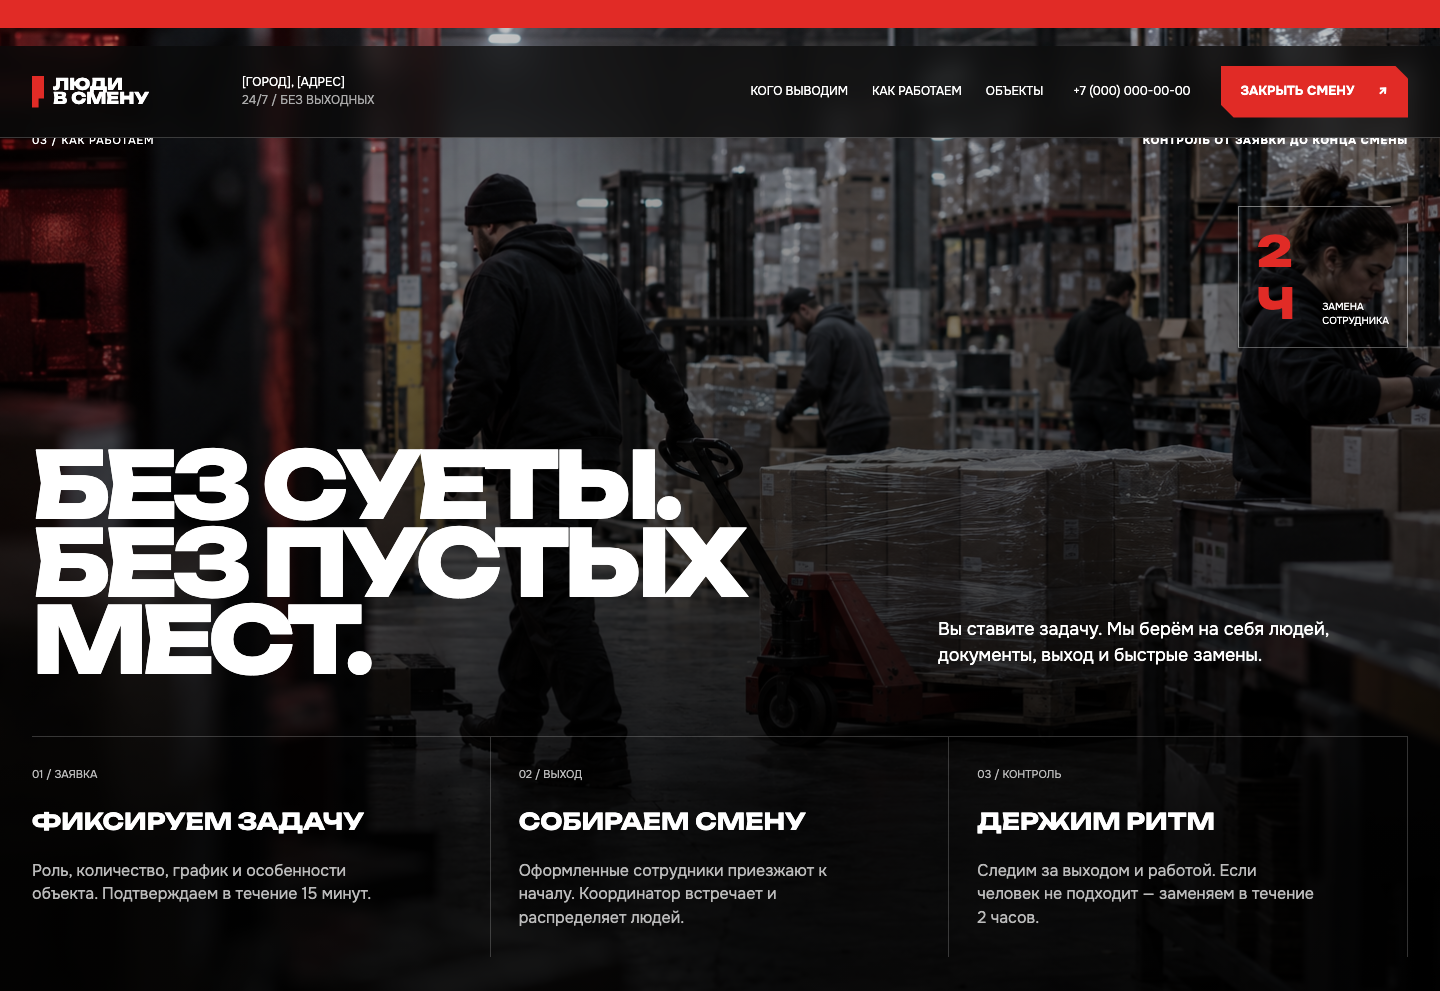 ЛЮДИ
В СМЕНУ
[ГОРОД], [АДРЕС]
24/7 / БЕЗ ВЫХОДНЫХ
КОГО ВЫВОДИМ
КАК РАБОТАЕМ
ОБЪЕКТЫ
+7 (000) 000-00-00
ЗАКРЫТЬ СМЕНУ
03 / КАК РАБОТАЕМ
КОНТРОЛЬ ОТ ЗАЯВКИ ДО КОНЦА СМЕНЫ
2
Ч
ЗАМЕНА
СОТРУДНИКА
БЕЗ СУЕТЫ.
БЕЗ ПУСТЫХ
МЕСТ.
Вы ставите задачу. Мы берём на себя людей,
документы, выход и быстрые замены.
01 / ЗАЯВКА
ФИКСИРУЕМ ЗАДАЧУ
Роль, количество, график и особенности
объекта. Подтверждаем в течение 15 минут.
02 / ВЫХОД
СОБИРАЕМ СМЕНУ
Оформленные сотрудники приезжают к
началу. Координатор встречает и
распределяет людей.
03 / КОНТРОЛЬ
ДЕРЖИМ РИТМ
Следим за выходом и работой. Если
человек не подходит — заменяем в течение
2 часов.